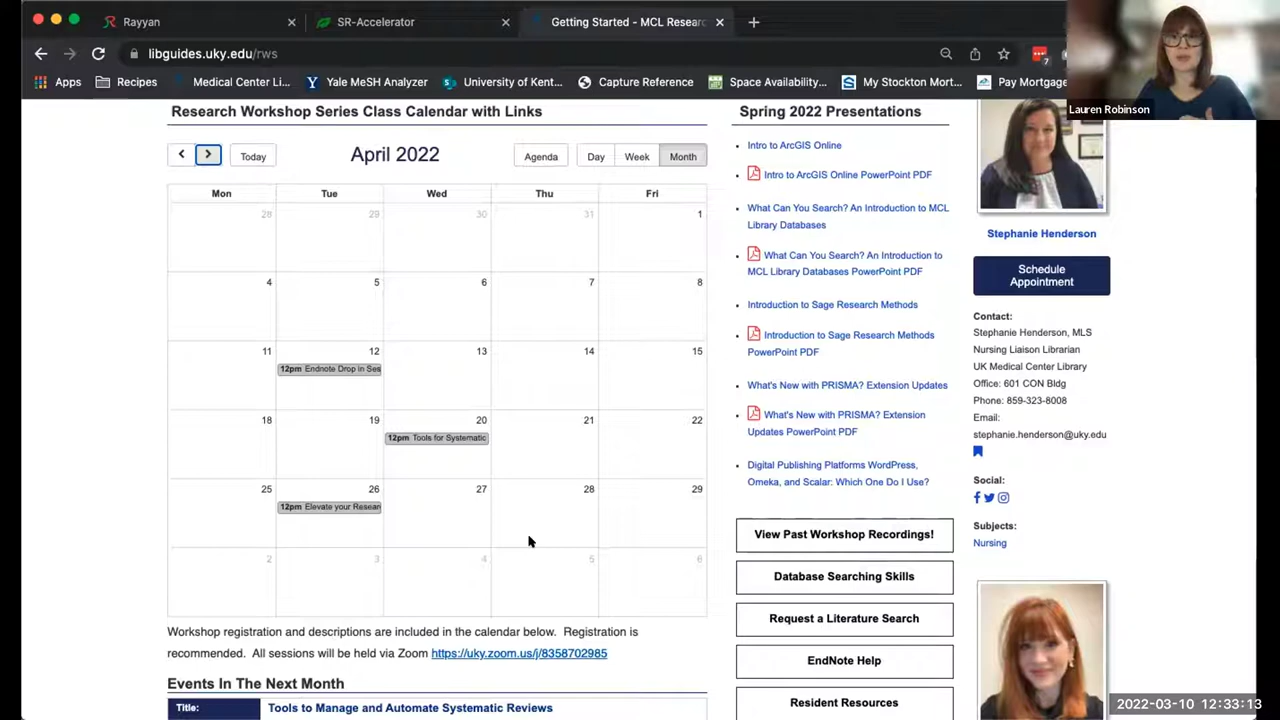 Rayyan
SR-Accelerator
Getting Started - MCL Researc
libguides.uky.edu/rws
7
Apps
Recipes
Medical Center Li...
Yale MeSH Analyzer
University of Kent...
Capture Reference
Space Availability...
My Stockton Mort...
Pay Mortgage
Lauren Robinson
Research Workshop Series Class Calendar with Links
Today
April 2022
Agenda
Day
Week
Month
Mon
Tue
Wed
Thu
Fri
28
29
30
31
1
4
5
6
7
8
11
12
13
14
15
12pm Endnote Drop in Ses
18
19
20
21
22
12pm Tools for Systematic
25
26
27
28
29
12pm Elevate your Resear
2
3
4
5
6
Workshop registration and descriptions are included in the calendar below. Registration is
recommended. All sessions will be held via Zoom https://uky.zoom.us/j/8358702985
Events In The Next Month
Title:
Tools to Manage and Automate Systematic Reviews
Spring 2022 Presentations
Intro to ArcGIS Online
Intro to ArcGIS Online PowerPoint PDF
What Can You Search? An Introduction to MCL
Library Databases
What Can You Search? An Introduction to
MCL Library Databases PowerPoint PDF
Introduction to Sage Research Methods
Introduction to Sage Research Methods
PowerPoint PDF
What's New with PRISMA? Extension Updates
What's New with PRISMA? Extension
Updates PowerPoint PDF
Digital Publishing Platforms WordPress,
Omeka, and Scalar: Which One Do I Use?
View Past Workshop Recordings!
Database Searching Skills
Request a Literature Search
EndNote Help
Resident Resources
Stephanie Henderson
Schedule
Appointment
Contact:
Stephanie Henderson, MLS
Nursing Liaison Librarian
UK Medical Center Library
Office: 601 CON Bldg
Phone: 859-323-8008
Email:
stephanie.henderson@uky.edu
Social:
Subjects:
Nursing
2022-03-10 12:33:13